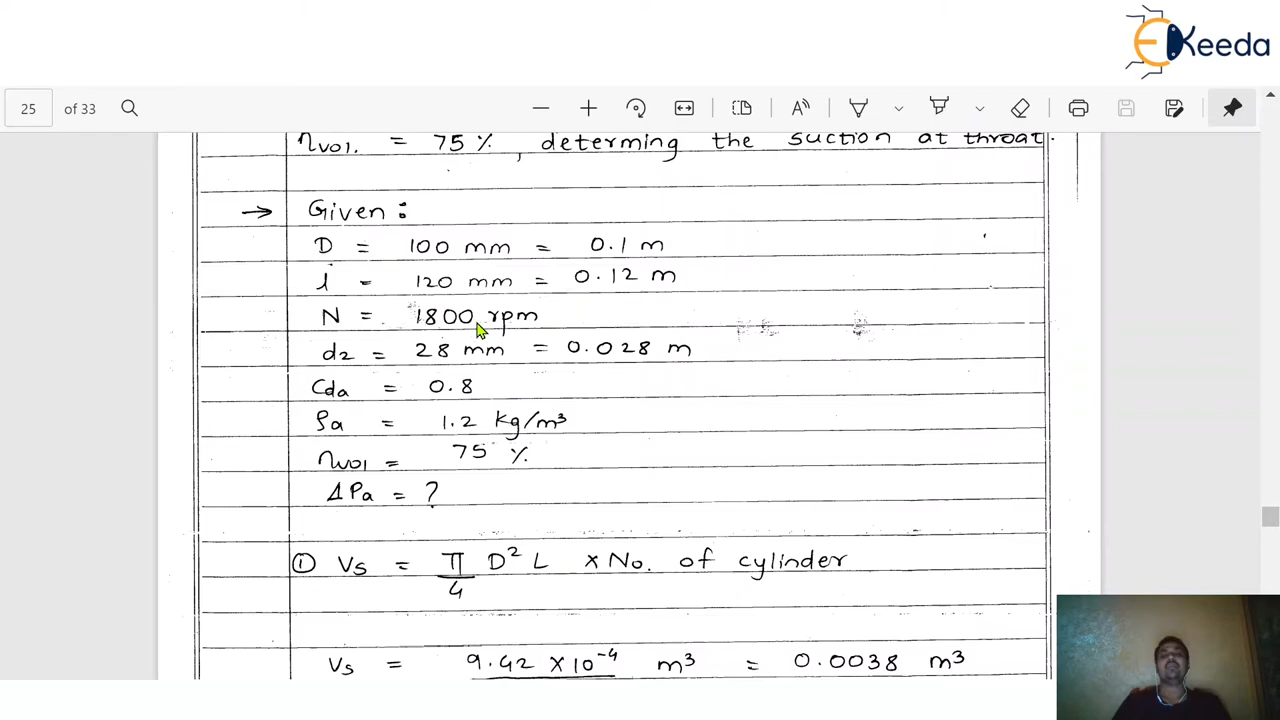 EKeeda
25 of 33
ηvol. = 75 %, determing the suction at throat.
→ Given :
D = 100 mm = 0.1 m
l = 120 mm = 0.12 m
N = 1800 rpm
d2 = 28 mm = 0.028 m
Cda = 0.8
ρa = 1.2 Kg/m³
ηvol = 75 %
ΔPa = ?
① Vs = π/4 D² L × No. of cylinder
Vs = 9.42 × 10⁻⁴ m³ = 0.0038 m³